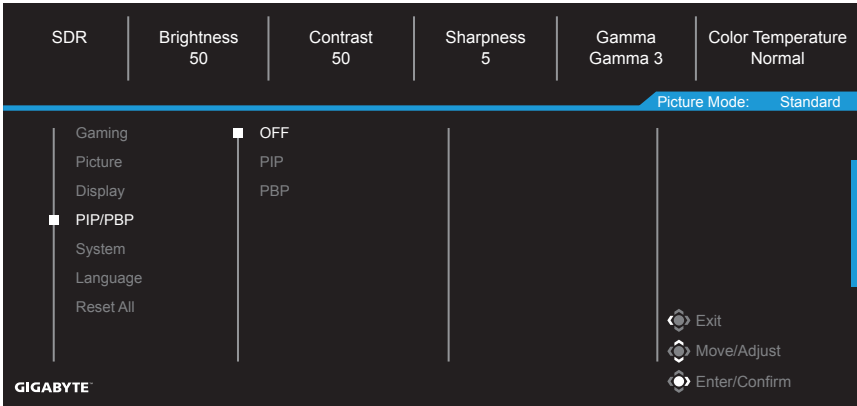 SDR Brightness Contrast Sharpness Gamma Color Temperature
50 50 5 Gamma 3 Normal
Picture Mode: Standard
Gaming OFF
Picture PIP
Display PBP
PIP/PBP
System
Language
Reset All
Exit
Move/Adjust
GIGABYTE™ Enter/Confirm